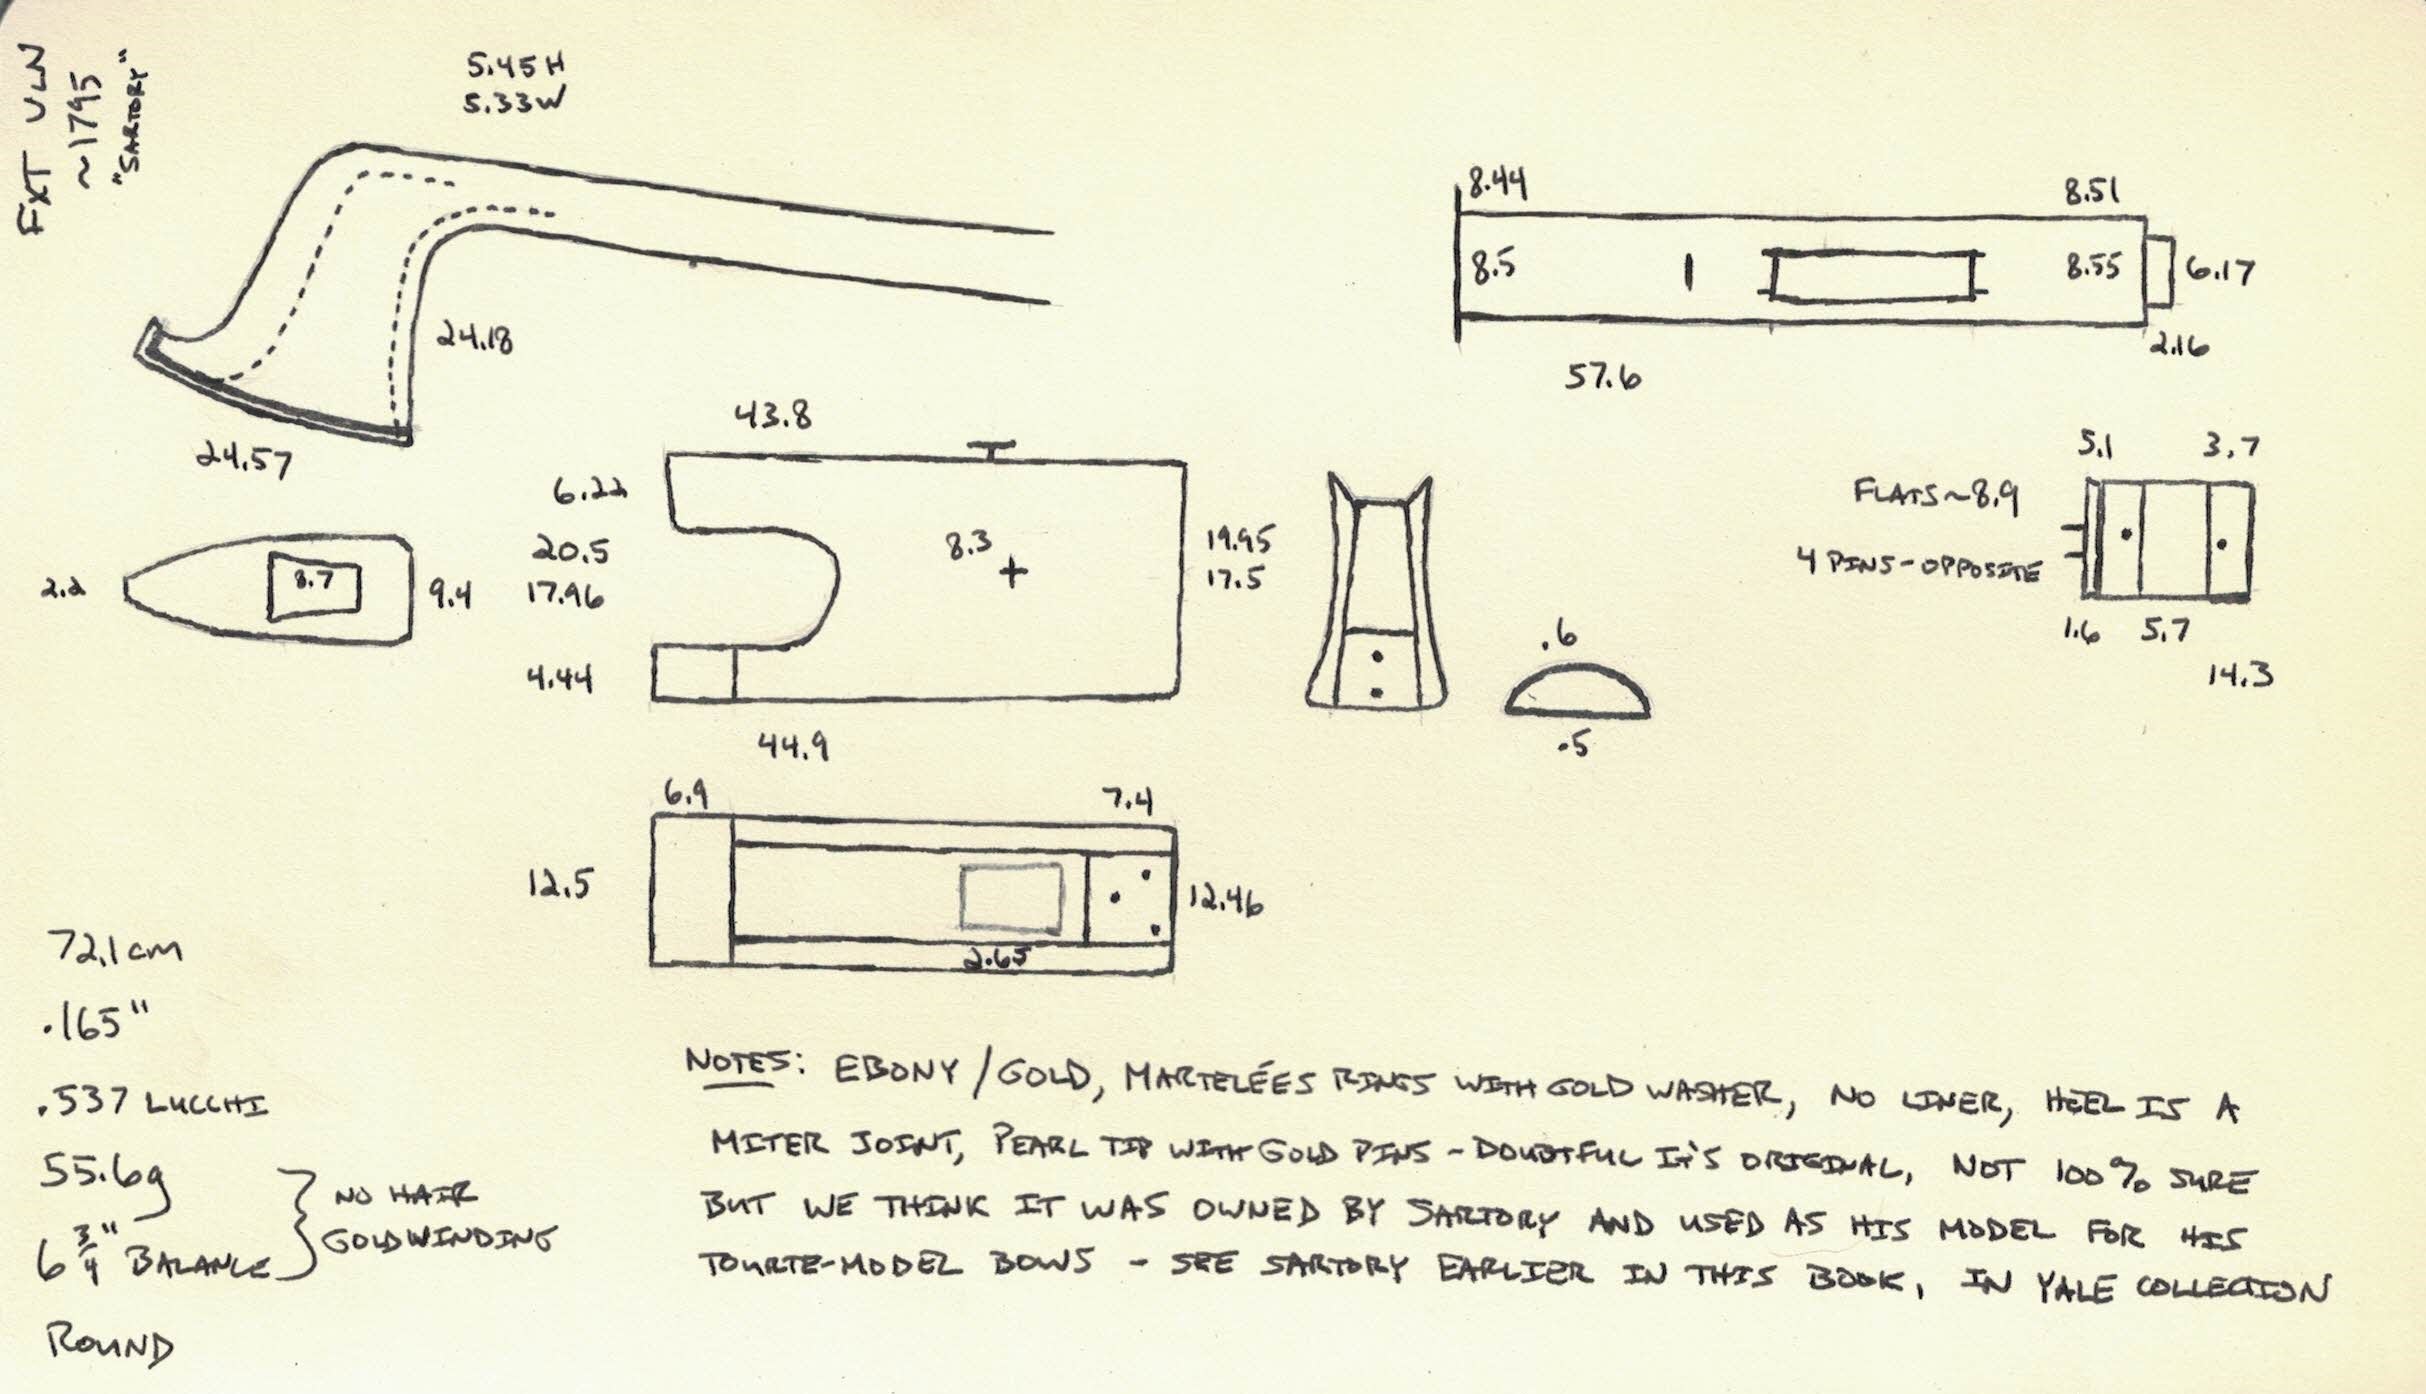 FXT VLN
~1795
"SARTORY"
5.45 H
5.33 W
24.18
24.57
8.44
8.51
8.5
8.55
6.17
2.16
57.6
43.8
6.22
20.5
17.96
4.44
8.3
19.95
17.5
44.9
2.2
8.7
9.4
.6
.5
5.1
3.7
FLATS ~ 8.9
4 PINS - OPPOSITE
1.6
5.7
14.3
6.9
7.4
12.5
12.46
2.65
72.1 cm
.165"
.537 LUCCHI
55.6g
6 3/4" BALANCE
NO HAIR
GOLD WINDING
ROUND
NOTES: EBONY / GOLD, MARTELÉES RINGS WITH GOLD WASHER, NO LINER, HEEL IS A
MITER JOINT, PEARL TIP WITH GOLD PINS - DOUBTFUL IT'S ORIGINAL, NOT 100% SURE
BUT WE THINK IT WAS OWNED BY SARTORY AND USED AS HIS MODEL FOR HIS
TOURTE-MODEL BOWS - SEE SARTORY EARLIER IN THIS BOOK, IN YALE COLLECTION